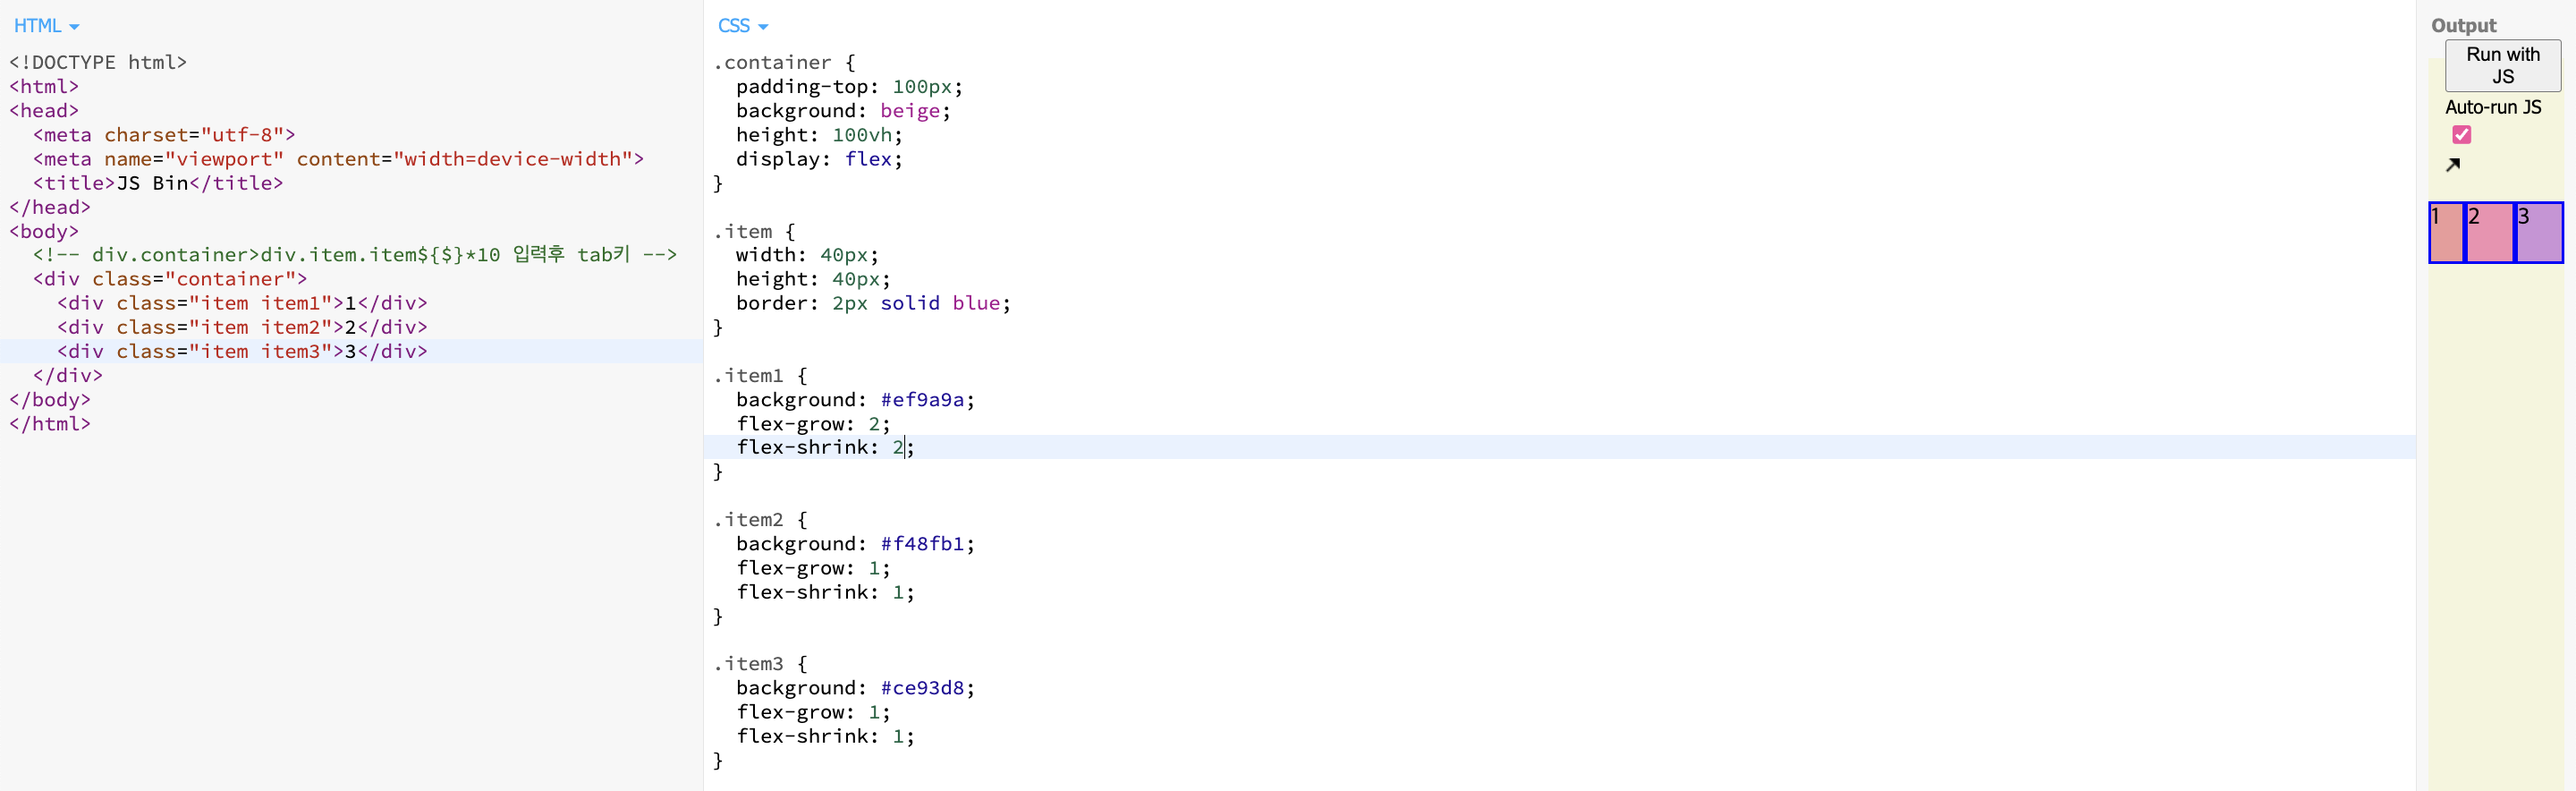 HTML
<!DOCTYPE html>
<html>
<head>
  <meta charset="utf-8">
  <meta name="viewport" content="width=device-width">
  <title>JS Bin</title>
</head>
<body>
  <!-- div.container>div.item.item${$}*10 입력후 tab키 -->
  <div class="container">
    <div class="item item1">1</div>
    <div class="item item2">2</div>
    <div class="item item3">3</div>
  </div>
</body>
</html>
CSS
.container {
  padding-top: 100px;
  background: beige;
  height: 100vh;
  display: flex;
}

.item {
  width: 40px;
  height: 40px;
  border: 2px solid blue;
}

.item1 {
  background: #ef9a9a;
  flex-grow: 2;
  flex-shrink: 2;
}

.item2 {
  background: #f48fb1;
  flex-grow: 1;
  flex-shrink: 1;
}

.item3 {
  background: #ce93d8;
  flex-grow: 1;
  flex-shrink: 1;
}
Output
Run with
JS
Auto-run JS
1 2 3